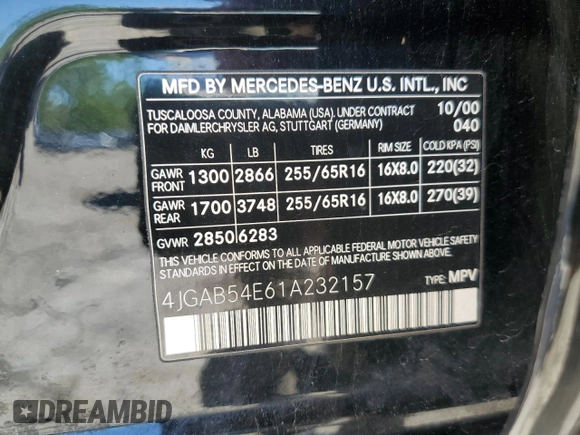 MFD BY MERCEDES-BENZ U.S. INTL., INC
TUSCALOOSA COUNTY, ALABAMA (USA). UNDER CONTRACT 10/00
FOR DAIMLERCHRYSLER AG, STUTTGART (GERMANY) 040
KG LB TIRES RIM SIZE COLD KPA (PSI)
GAWR FRONT 1300 2866 255/65R16 16X8.0 220(32)
GAWR REAR 1700 3748 255/65R16 16X8.0 270(39)
GVWR 2850 6283
THIS VEHICLE CONFORMS TO ALL APPLICABLE FEDERAL MOTOR VEHICLE SAFETY
STANDARDS IN EFFECT ON THE DATE OF MANUFACTURE SHOWN ABOVE
4JGAB54E61A232157 TYPE: MPV
DREAMBID